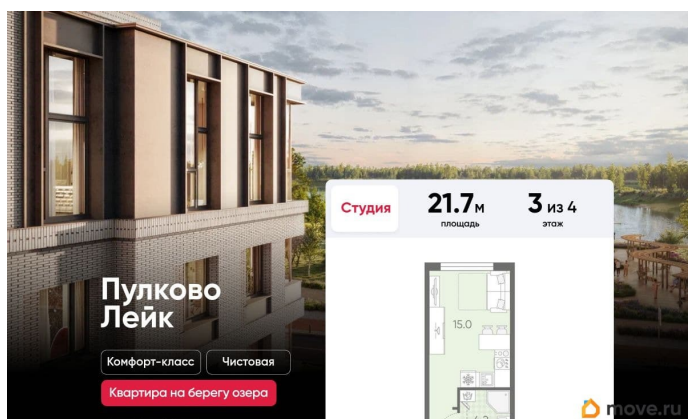 Студия
21.7м
площадь
3 из 4
этаж
15.0
Пулково
Лейк
Комфорт-класс
Чистовая
Квартира на берегу озера
move.ru